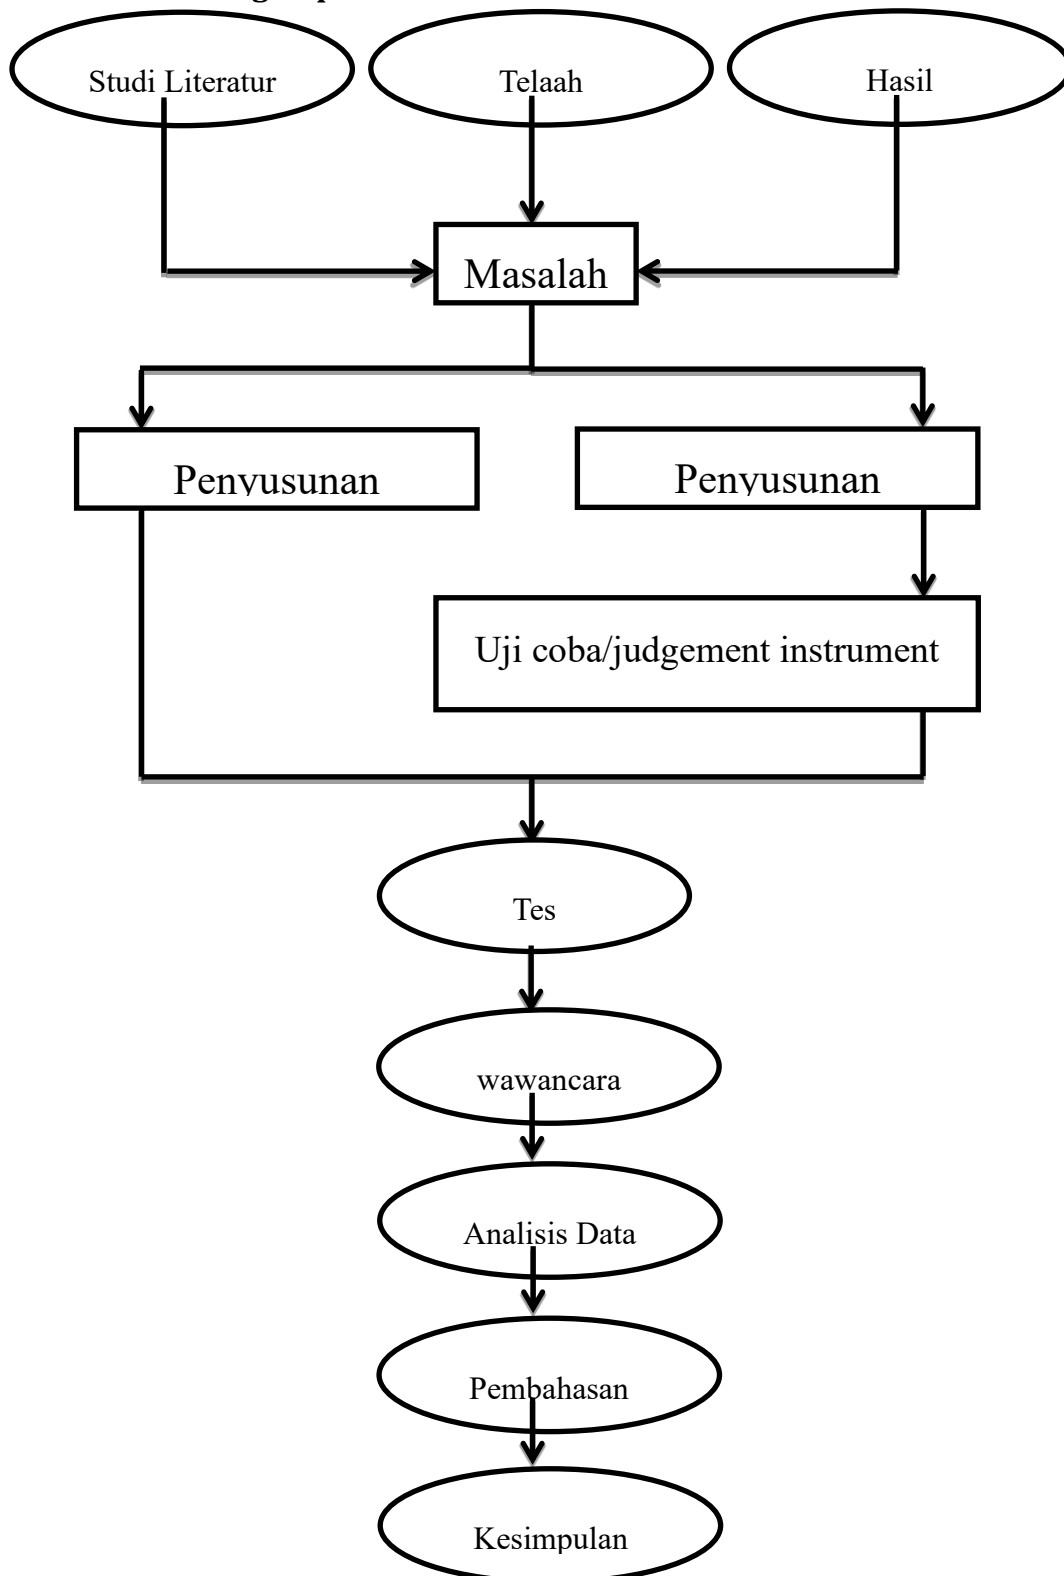 Studi Literatur
Telaah
Hasil
Masalah
Penyusunan
Penyusunan
Uji coba/judgement instrument
Tes
wawancara
Analisis Data
Pembahasan
Kesimpulan